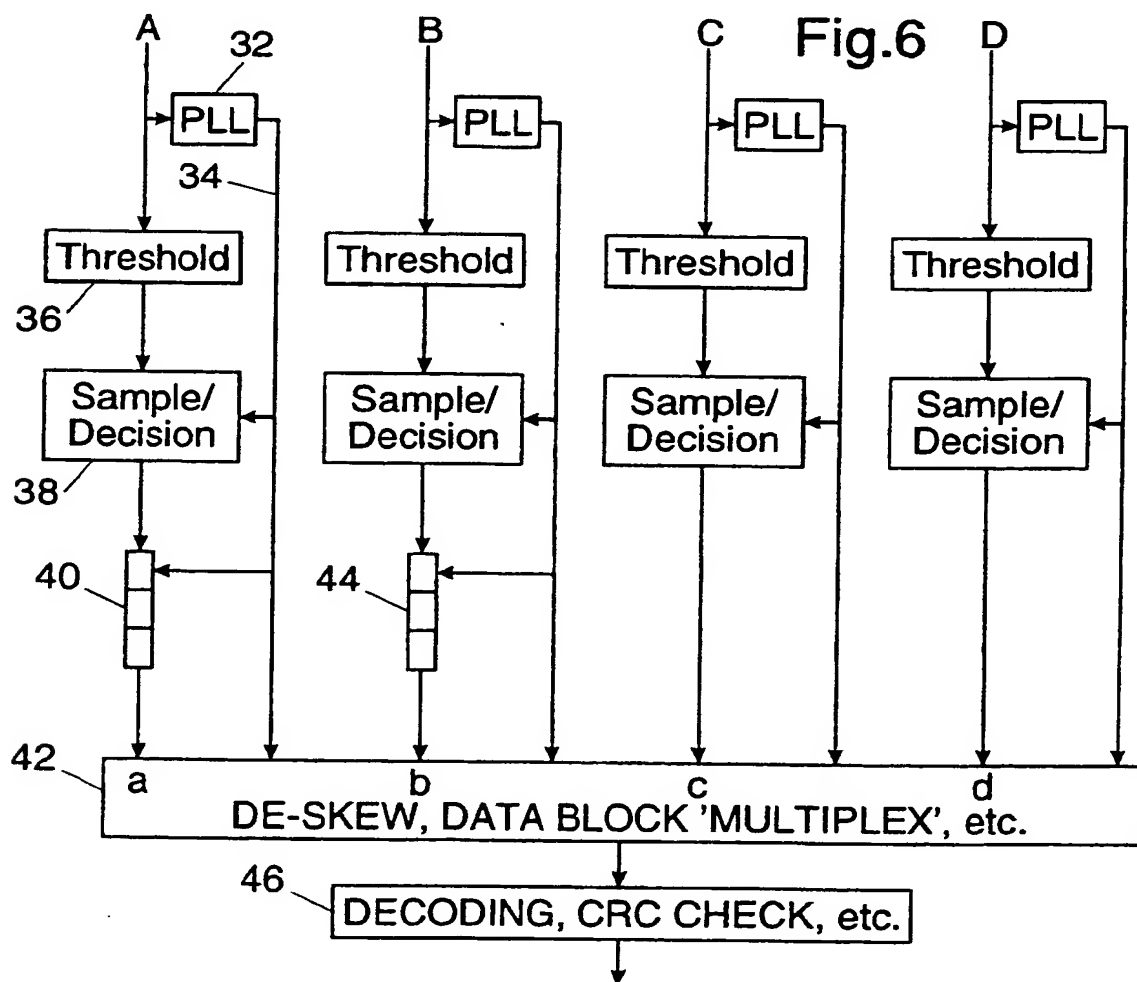 A B C Fig.6 D
32
PLL PLL PLL PLL
34
Threshold Threshold Threshold Threshold
36
Sample/ Sample/ Sample/ Sample/
Decision Decision Decision Decision
38
40 44
42
a b c d
DE-SKEW, DATA BLOCK 'MULTIPLEX', etc.
46
DECODING, CRC CHECK, etc.